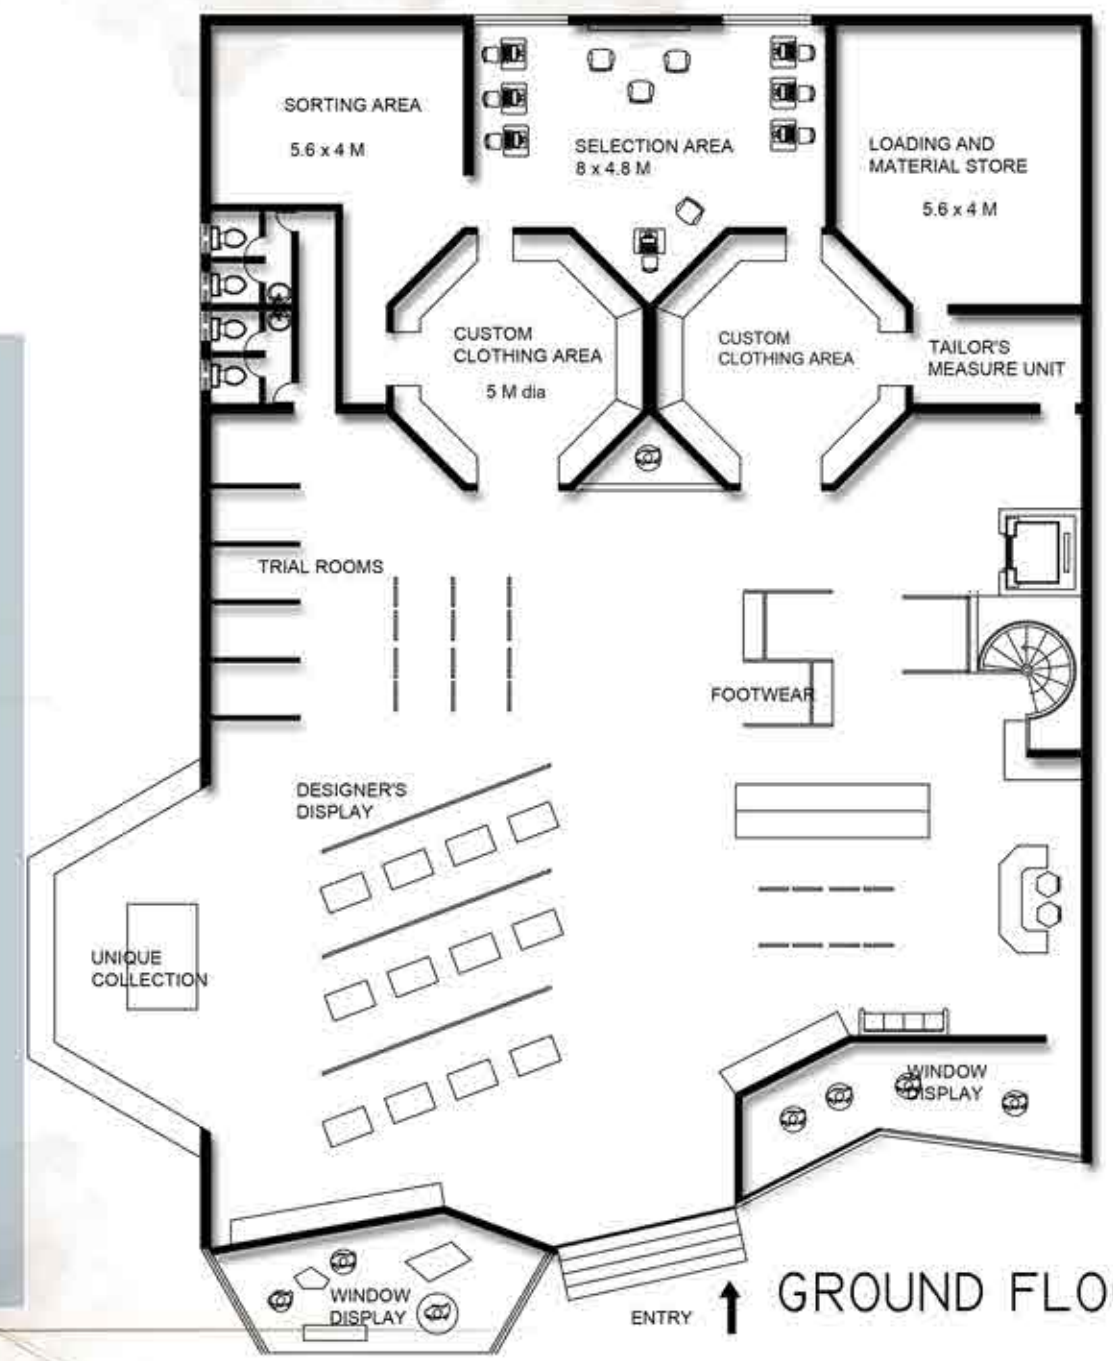 SORTING AREA
5.6 x 4 M
SELECTION AREA
8 x 4.8 M
LOADING AND
MATERIAL STORE
5.6 x 4 M
CUSTOM
CLOTHING AREA
5 M dia
CUSTOM
CLOTHING AREA
TAILOR'S
MEASURE UNIT
TRIAL ROOMS
FOOTWEAR
DESIGNER'S
DISPLAY
UNIQUE
COLLECTION
WINDOW
DISPLAY
WINDOW
DISPLAY
ENTRY
GROUND FLO